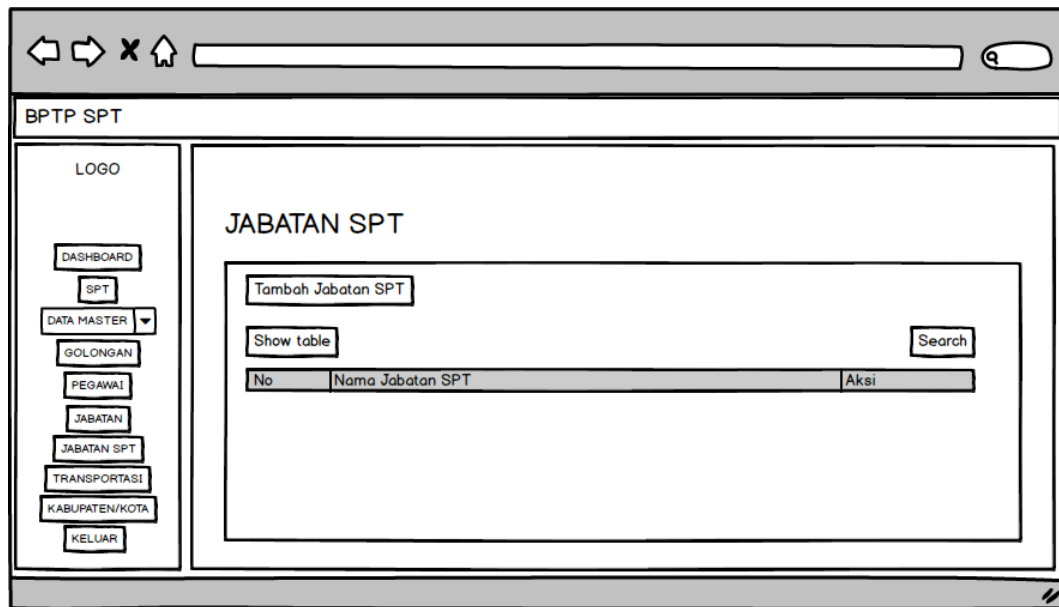 BPTP SPT
LOGO
DASHBOARD
SPT
DATA MASTER
GOLONGAN
PEGAWAI
JABATAN
JABATAN SPT
TRANSPORTASI
KABUPATEN/KOTA
KELUAR
JABATAN SPT
Tambah Jabatan SPT
Show table Search
No Nama Jabatan SPT Aksi